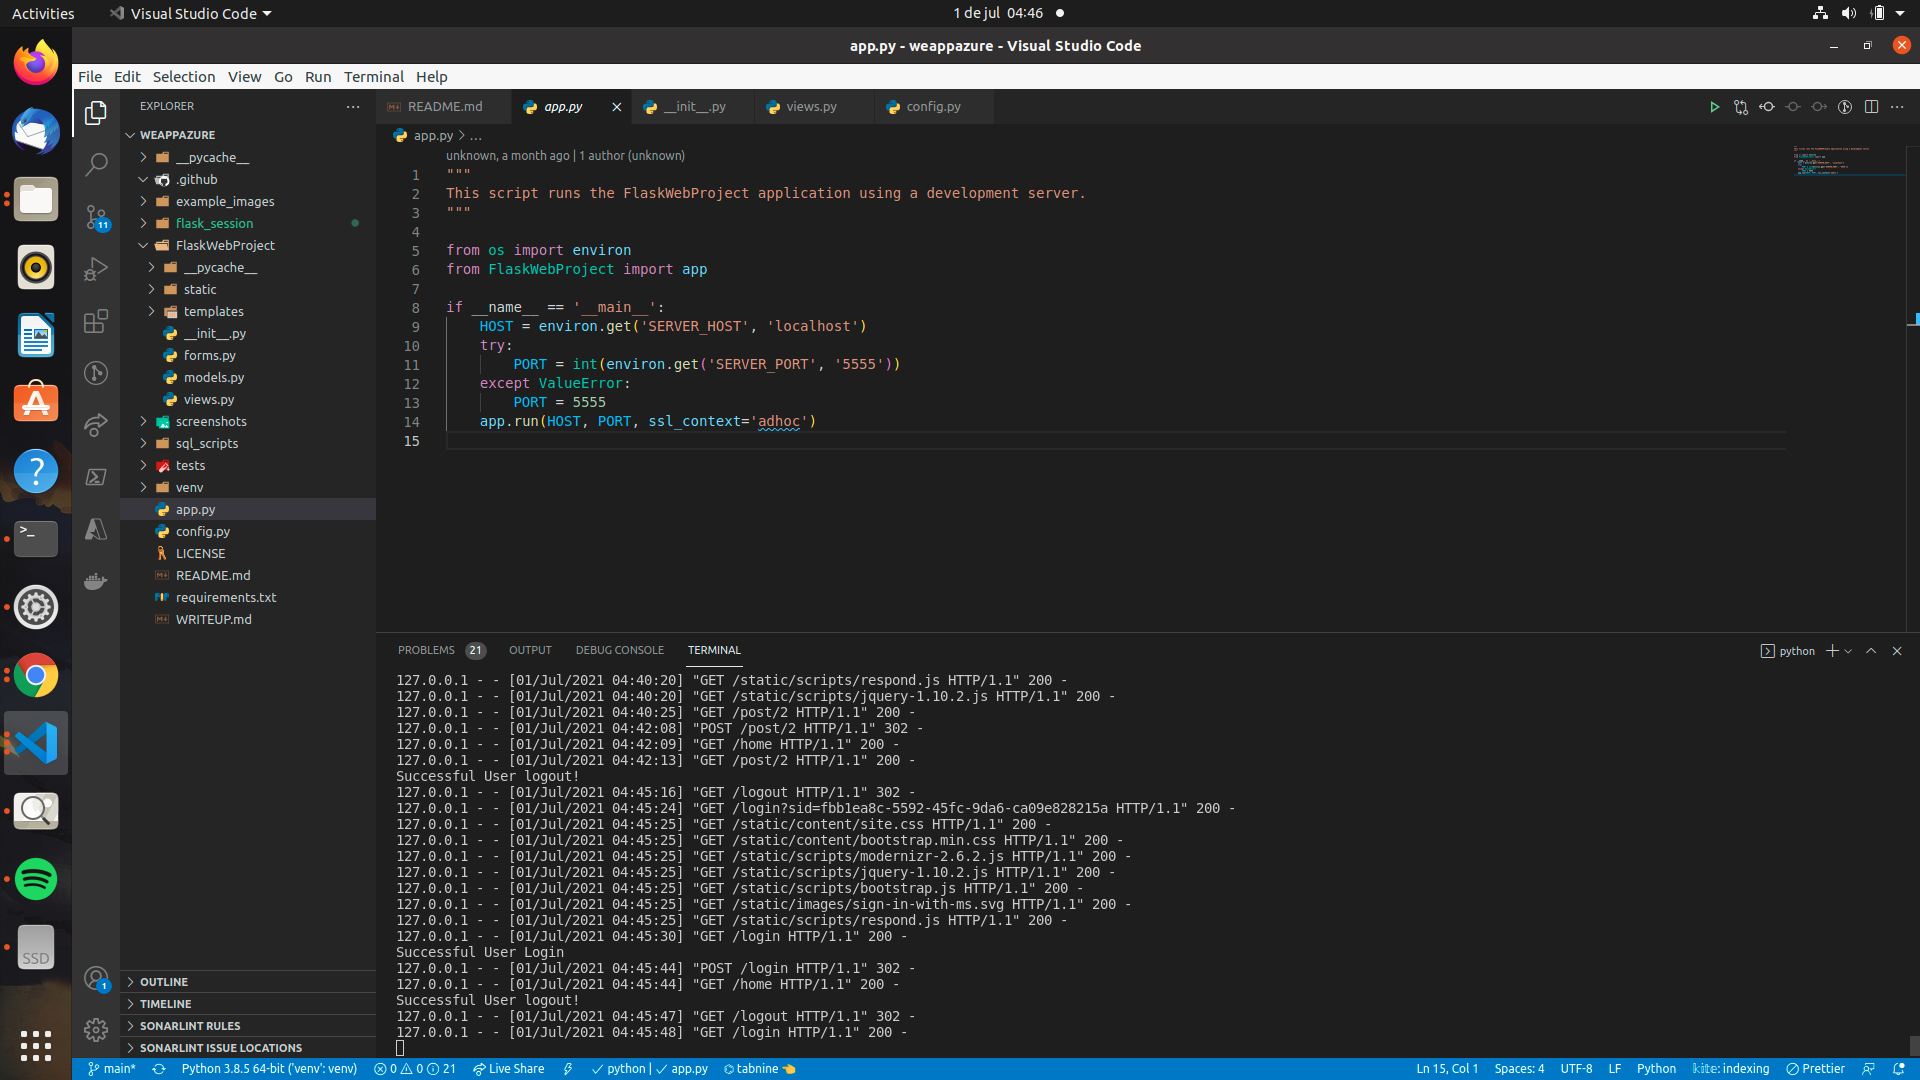 Activities
Visual Studio Code
1 de jul 04:46
app.py - weappazure - Visual Studio Code
File Edit Selection View Go Run Terminal Help
EXPLORER
README.md
app.py
__init__.py
views.py
config.py
WEAPPAZURE
__pycache__
.github
example_images
flask_session
FlaskWebProject
__pycache__
static
templates
__init__.py
forms.py
models.py
views.py
screenshots
sql_scripts
tests
venv
app.py
config.py
LICENSE
README.md
requirements.txt
WRITEUP.md
OUTLINE
TIMELINE
SONARLINT RULES
SONARLINT ISSUE LOCATIONS
11
1
>_
?
SSD
app.py > ...
unknown, a month ago | 1 author (unknown)
1 """
2 This script runs the FlaskWebProject application using a development server.
3 """
4
5 from os import environ
6 from FlaskWebProject import app
7
8 if __name__ == '__main__':
9 HOST = environ.get('SERVER_HOST', 'localhost')
10 try:
11 PORT = int(environ.get('SERVER_PORT', '5555'))
12 except ValueError:
13 PORT = 5555
14 app.run(HOST, PORT, ssl_context='adhoc')
15
PROBLEMS 21 OUTPUT DEBUG CONSOLE TERMINAL
python
127.0.0.1 - - [01/Jul/2021 04:40:20] "GET /static/scripts/respond.js HTTP/1.1" 200 -
127.0.0.1 - - [01/Jul/2021 04:40:20] "GET /static/scripts/jquery-1.10.2.js HTTP/1.1" 200 -
127.0.0.1 - - [01/Jul/2021 04:40:25] "GET /post/2 HTTP/1.1" 200 -
127.0.0.1 - - [01/Jul/2021 04:42:08] "POST /post/2 HTTP/1.1" 302 -
127.0.0.1 - - [01/Jul/2021 04:42:09] "GET /home HTTP/1.1" 200 -
127.0.0.1 - - [01/Jul/2021 04:42:13] "GET /post/2 HTTP/1.1" 200 -
Successful User logout!
127.0.0.1 - - [01/Jul/2021 04:45:16] "GET /logout HTTP/1.1" 302 -
127.0.0.1 - - [01/Jul/2021 04:45:24] "GET /login?sid=fbb1ea8c-5592-45fc-9da6-ca09e828215a HTTP/1.1" 200 -
127.0.0.1 - - [01/Jul/2021 04:45:25] "GET /static/content/site.css HTTP/1.1" 200 -
127.0.0.1 - - [01/Jul/2021 04:45:25] "GET /static/content/bootstrap.min.css HTTP/1.1" 200 -
127.0.0.1 - - [01/Jul/2021 04:45:25] "GET /static/scripts/modernizr-2.6.2.js HTTP/1.1" 200 -
127.0.0.1 - - [01/Jul/2021 04:45:25] "GET /static/scripts/jquery-1.10.2.js HTTP/1.1" 200 -
127.0.0.1 - - [01/Jul/2021 04:45:25] "GET /static/scripts/bootstrap.js HTTP/1.1" 200 -
127.0.0.1 - - [01/Jul/2021 04:45:25] "GET /static/images/sign-in-with-ms.svg HTTP/1.1" 200 -
127.0.0.1 - - [01/Jul/2021 04:45:25] "GET /static/scripts/respond.js HTTP/1.1" 200 -
127.0.0.1 - - [01/Jul/2021 04:45:30] "GET /login HTTP/1.1" 200 -
Successful User Login
127.0.0.1 - - [01/Jul/2021 04:45:44] "POST /login HTTP/1.1" 302 -
127.0.0.1 - - [01/Jul/2021 04:45:44] "GET /home HTTP/1.1" 200 -
Successful User logout!
127.0.0.1 - - [01/Jul/2021 04:45:47] "GET /logout HTTP/1.1" 302 -
127.0.0.1 - - [01/Jul/2021 04:45:48] "GET /login HTTP/1.1" 200 -
main* Python 3.8.5 64-bit ('venv': venv) 0 0 21 Live Share python | app.py tabnine Ln 15, Col 1 Spaces: 4 UTF-8 LF Python kite: indexing Prettier